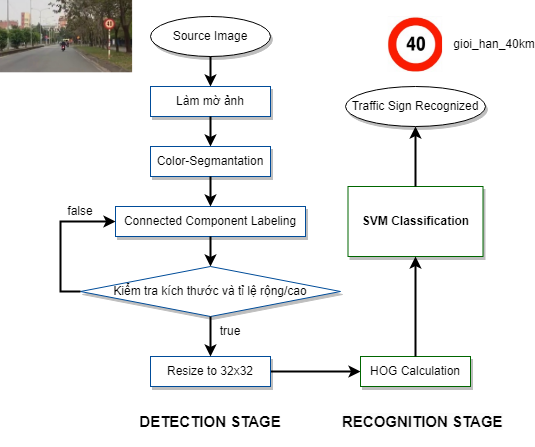 Source Image
Làm mờ ảnh
Color-Segmantation
Connected Component Labeling
false
Kiểm tra kích thước và tỉ lệ rộng/cao
true
Resize to 32x32
DETECTION STAGE
40
gioi_han_40km
Traffic Sign Recognized
SVM Classification
HOG Calculation
RECOGNITION STAGE